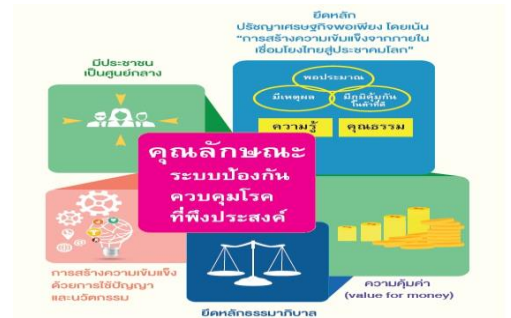 ยึดหลัก
ปรัชญาเศรษฐกิจพอเพียง โดยเน้น
“การสร้างความเข้มแข็งจากภายใน
เชื่อมโยงไทยสู่ประชาคมโลก”
มีประชาชน
เป็นศูนย์กลาง
พอประมาณ
มีเหตุผล
มีภูมิคุ้มกัน
ในตัวที่ดี
ความรู้
คุณธรรม
คุณลักษณะ
ระบบป้องกัน
ควบคุมโรค
ที่พึงประสงค์
การสร้างความเข้มแข็ง
ด้วยการใช้ปัญญา
และนวัตกรรม
ความคุ้มค่า
(value for money)
ยึดหลักธรรมาภิบาล